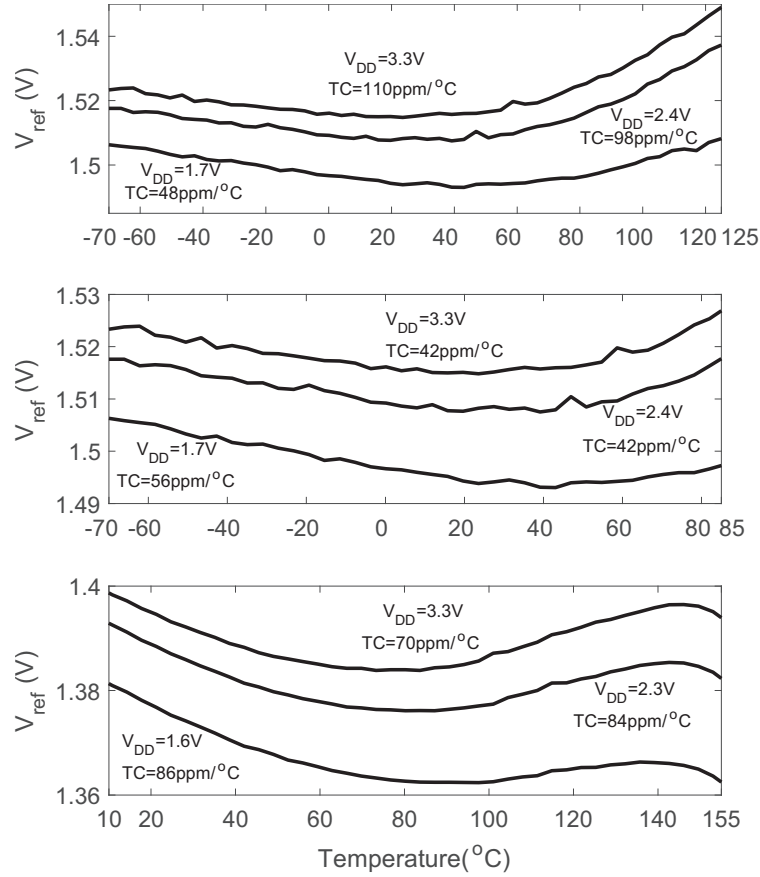 1.54
1.52
1.5
V_ref (V)
V_DD=3.3V
TC=110ppm/°C
V_DD=2.4V
TC=98ppm/°C
V_DD=1.7V
TC=48ppm/°C
-70 -60 -40 -20 0 20 40 60 80 100 120 125
1.53
1.52
1.51
1.5
1.49
V_ref (V)
V_DD=3.3V
TC=42ppm/°C
V_DD=2.4V
TC=42ppm/°C
V_DD=1.7V
TC=56ppm/°C
-70 -60 -40 -20 0 20 40 60 80 85
1.4
1.38
1.36
V_ref (V)
V_DD=3.3V
TC=70ppm/°C
V_DD=2.3V
TC=84ppm/°C
V_DD=1.6V
TC=86ppm/°C
10 20 40 60 80 100 120 140 155
Temperature(°C)